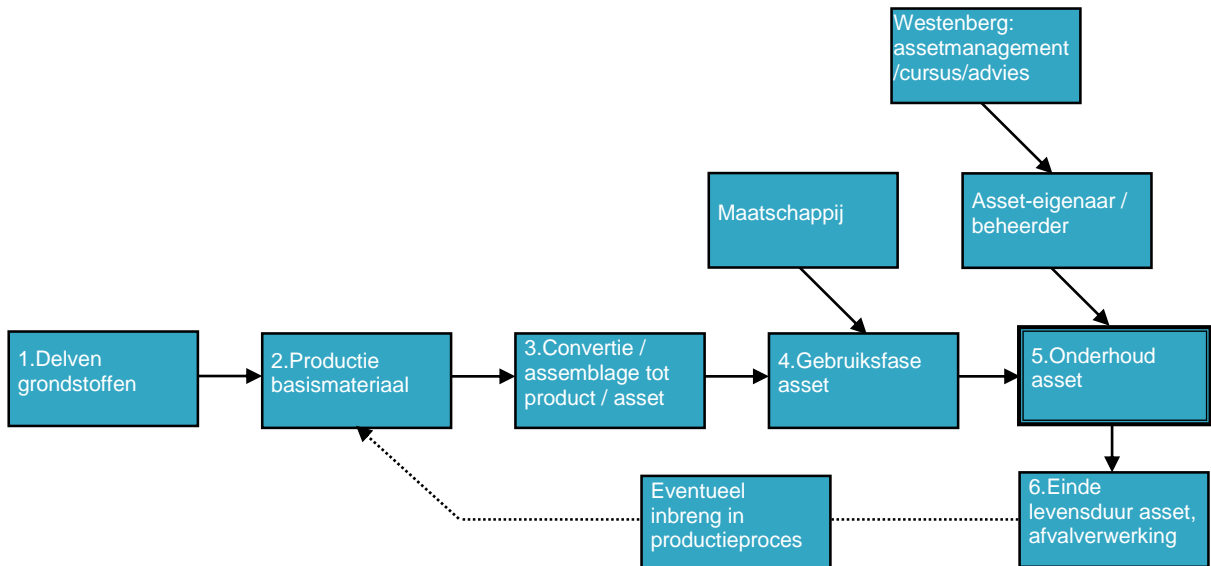 Westenberg:
assetmanagement
/cursus/advies
Maatschappij
Asset-eigenaar /
beheerder
1.Delven
grondstoffen
2.Productie
basismateriaal
3.Convertie /
assemblage tot
product / asset
4.Gebruiksfase
asset
5.Onderhoud
asset
Eventueel
inbreng in
productieproces
6.Einde
levensduur asset,
afvalverwerking